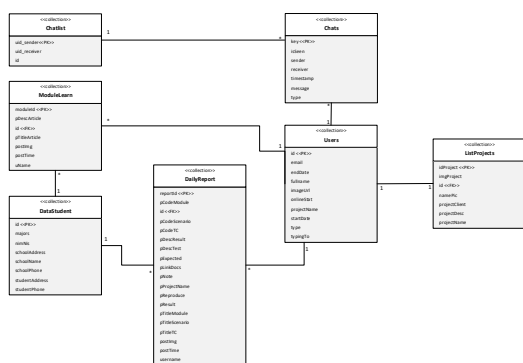 <<collection>>
Chatlist
uid_sender<<PK>>
uid_receiver
id
1
*
<<collection>>
Chats
key<<PK>>
isSeen
sender
receiver
timestamp
message
type
*
1
<<collection>>
ModuleLearn
moduleId <<PK>>
pDescArticle
id <<FK>>
pTitleArticle
postImg
postTime
uName
*
1
*
1
<<collection>>
Users
id <<PK>>
email
endDate
fullname
imageUrl
onlineStat
projectName
startDate
type
typingTo
1
1
1
<<collection>>
ListProjects
idProject <<PK>>
imgProject
id <<FK>>
namePic
projectClient
projectDesc
projectName
<<collection>>
DataStudent
id <<PK>>
majors
schoolAddress
schoolName
schoolPhone
studentAddress
studentPhone
1
*
*
<<collection>>
DailyReport
reportId <<PK>>
pCodeModule
id <<FK>>
pCodeScenario
pCodeTC
pDescResult
pDescTest
pExpected
pLinkDocs
pNote
pProjectName
pReproduce
pResult
pTitleModule
pTitleScenario
pTitleTC
postImg
postTime
username